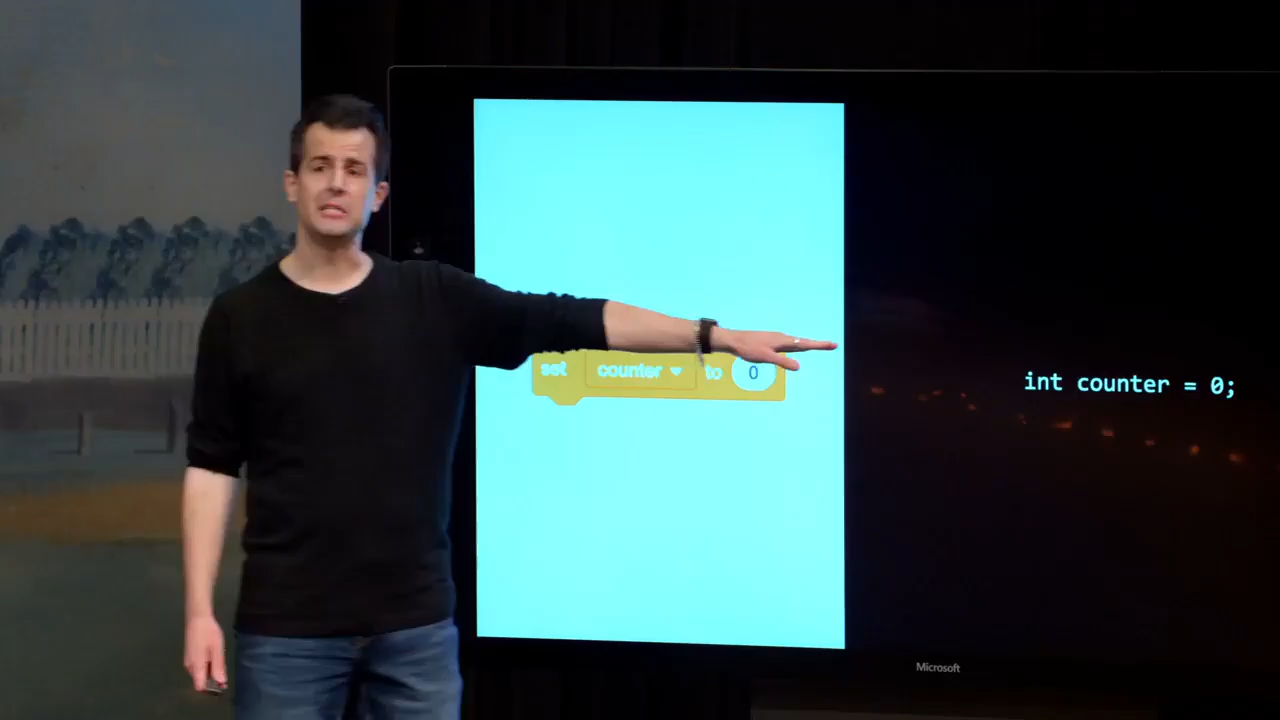 set counter to 0
int counter = 0;
Microsoft